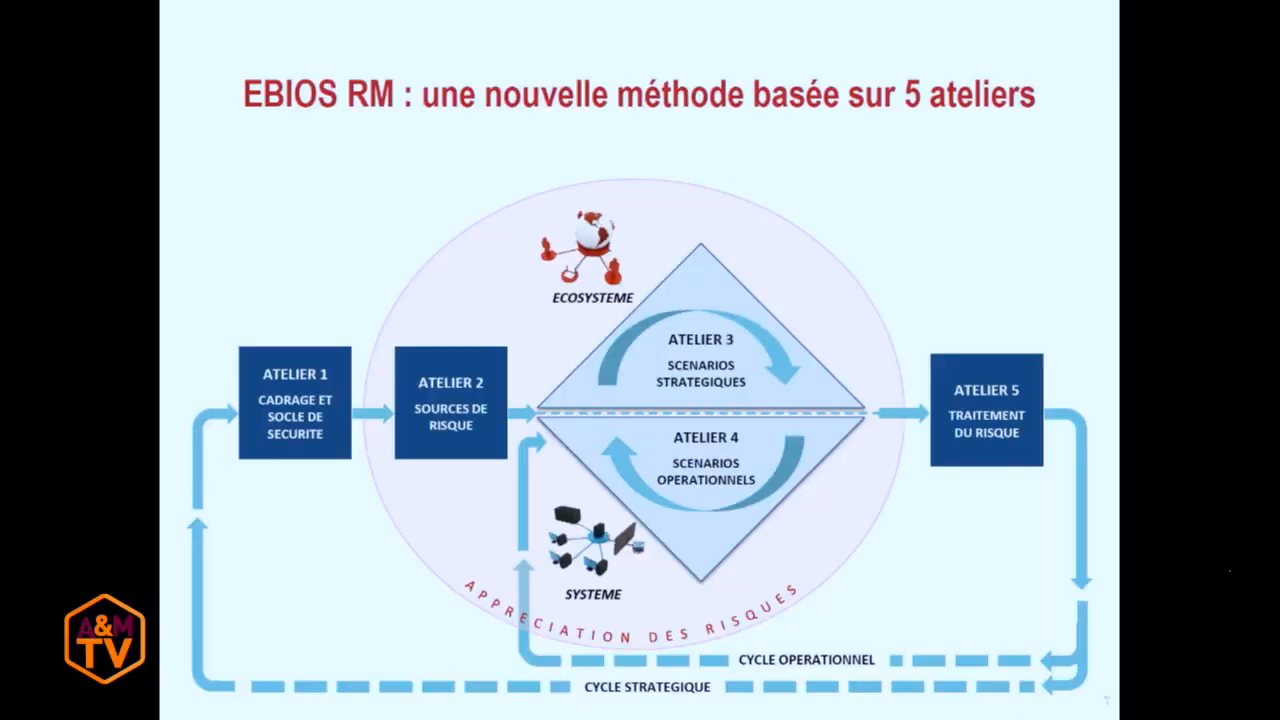 EBIOS RM : une nouvelle méthode basée sur 5 ateliers
ECOSYSTEME
ATELIER 1
CADRAGE ET
SOCLE DE
SECURITE
ATELIER 2
SOURCES DE
RISQUE
ATELIER 3
SCENARIOS
STRATEGIQUES
ATELIER 4
SCENARIOS
OPERATIONNELS
ATELIER 5
TRAITEMENT
DU RISQUE
SYSTEME
APPRECIATION DES RISQUES
CYCLE OPERATIONNEL
CYCLE STRATEGIQUE
A&M
TV
7